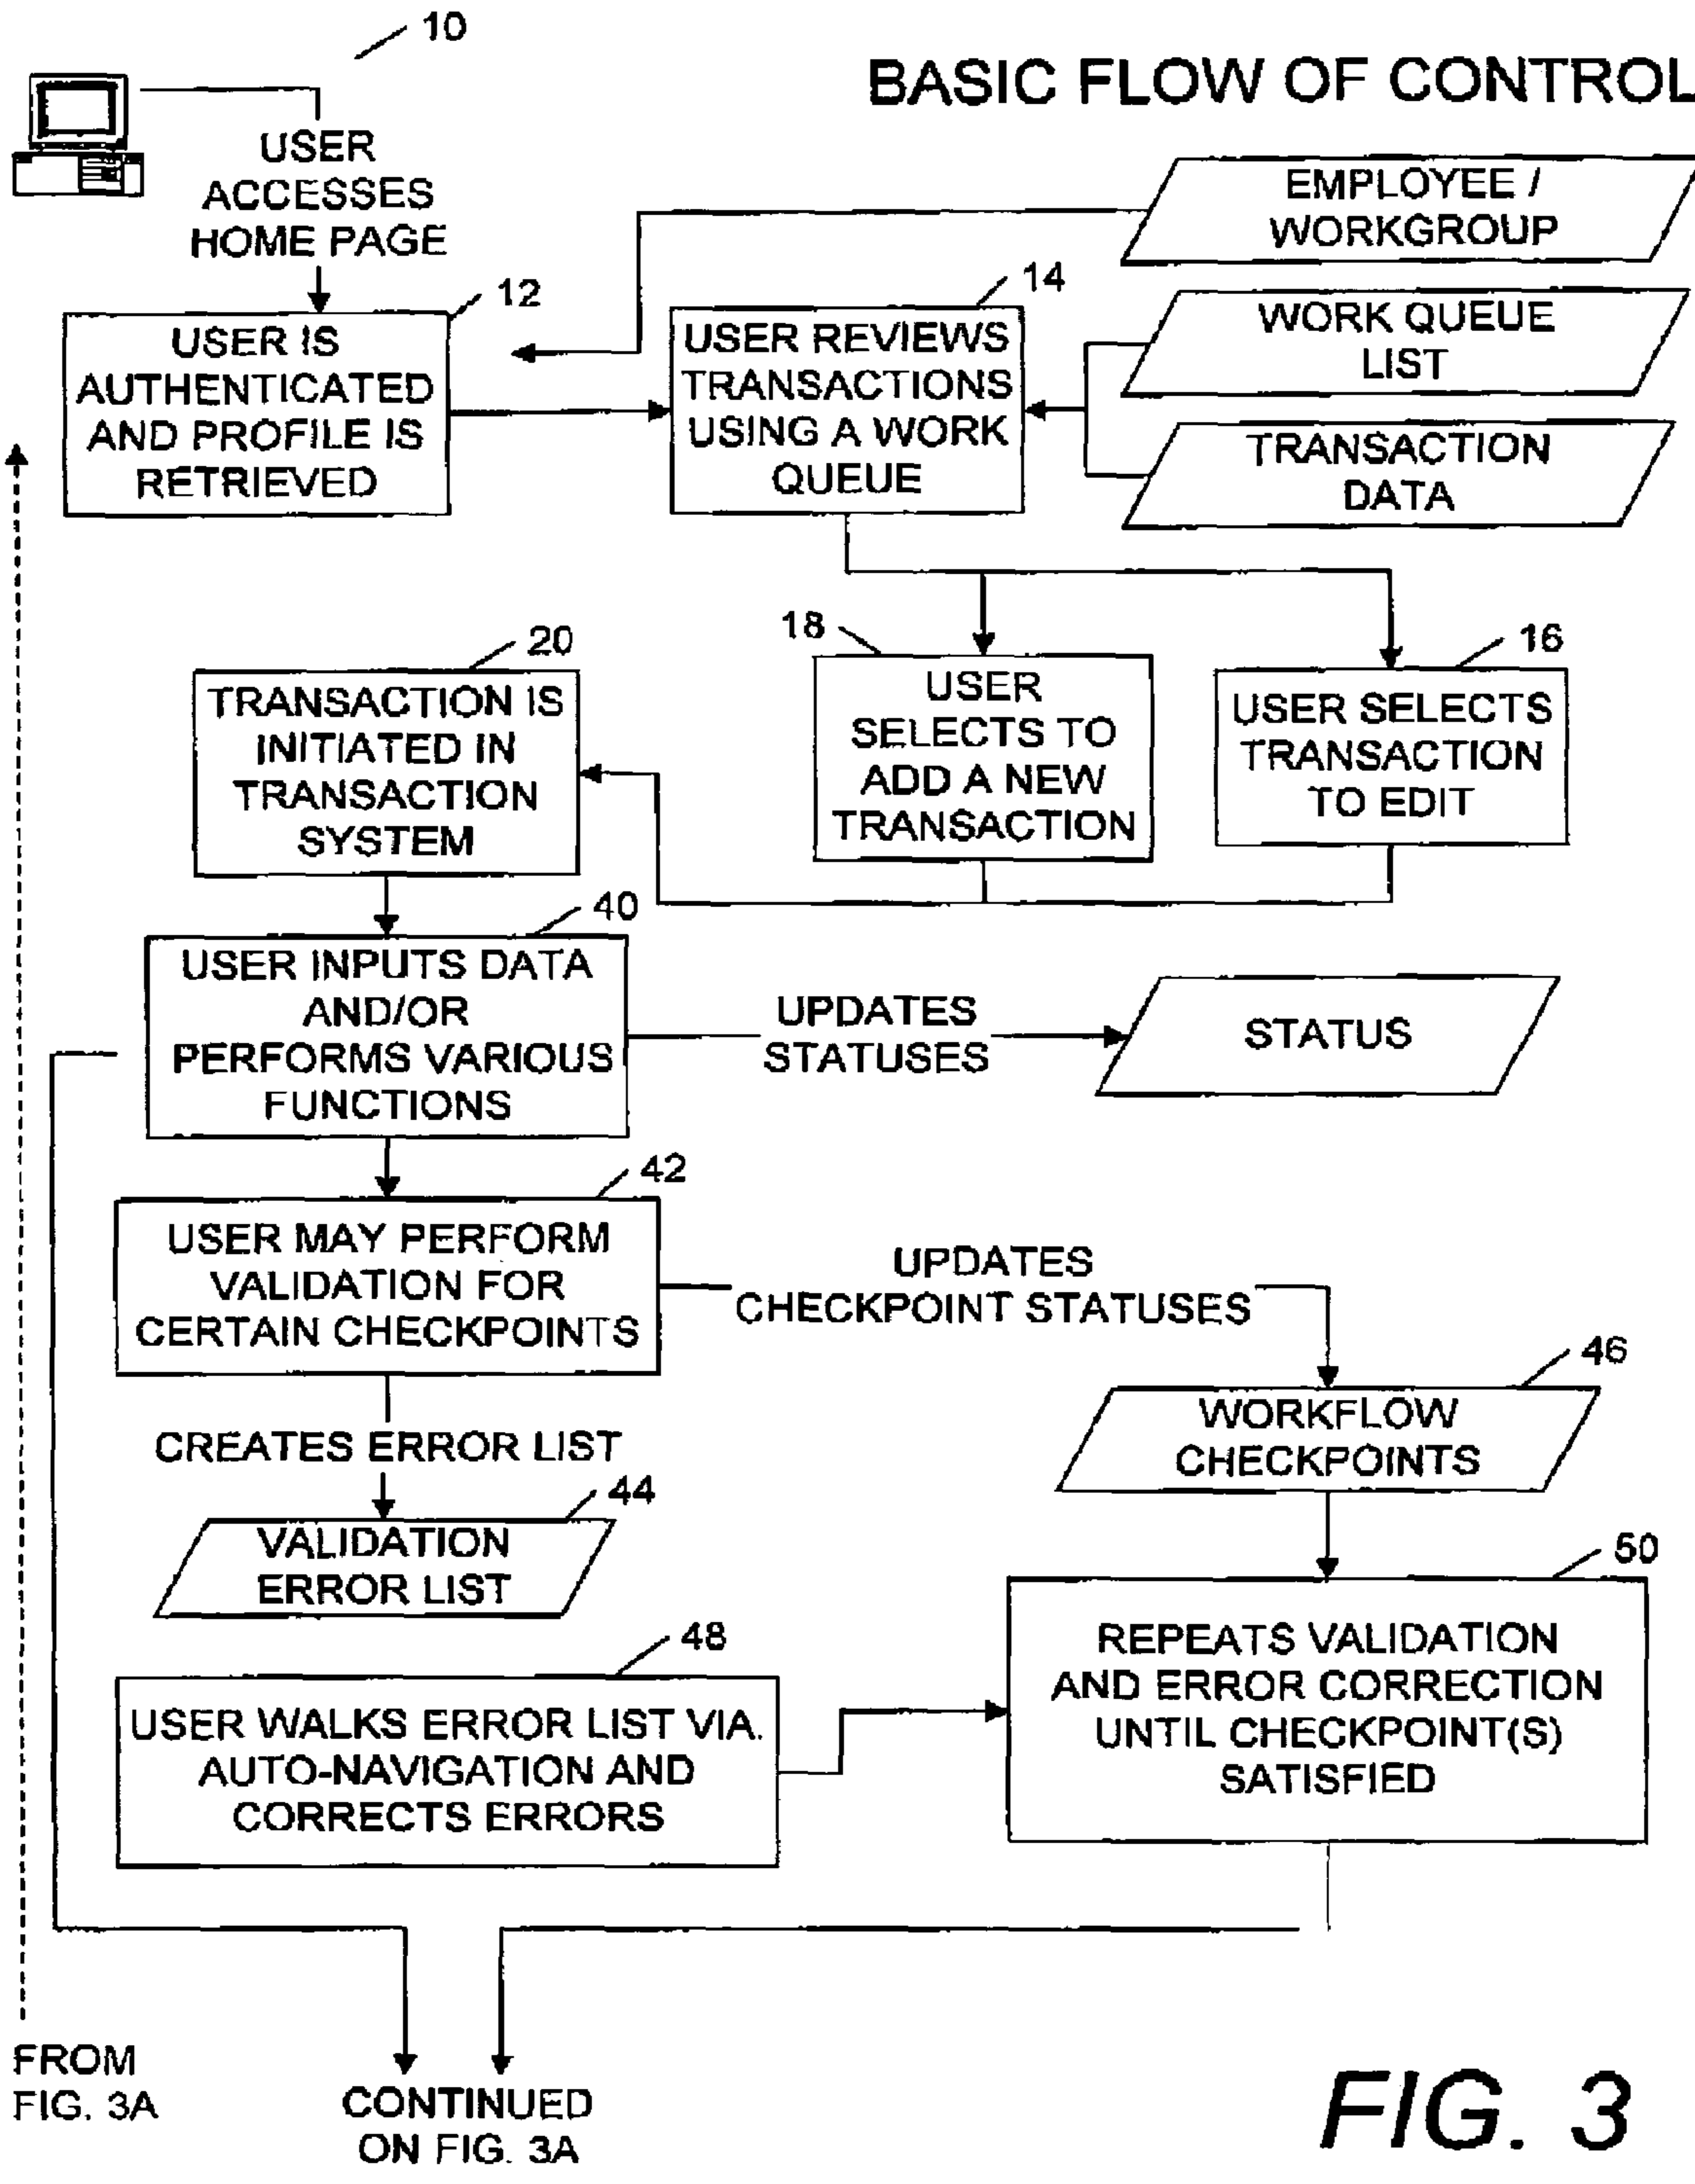 10
BASIC FLOW OF CONTROL
USER
ACCESSES
HOME PAGE
EMPLOYEE /
WORKGROUP
12
USER IS
AUTHENTICATED
AND PROFILE IS
RETRIEVED
14
USER REVIEWS
TRANSACTIONS
USING A WORK
QUEUE
WORK QUEUE
LIST
TRANSACTION
DATA
20
TRANSACTION IS
INITIATED IN
TRANSACTION
SYSTEM
18
USER
SELECTS TO
ADD A NEW
TRANSACTION
16
USER SELECTS
TRANSACTION
TO EDIT
40
USER INPUTS DATA
AND/OR
PERFORMS VARIOUS
FUNCTIONS
UPDATES
STATUSES
STATUS
42
USER MAY PERFORM
VALIDATION FOR
CERTAIN CHECKPOINTS
UPDATES
CHECKPOINT STATUSES
46
WORKFLOW
CHECKPOINTS
CREATES ERROR LIST
44
VALIDATION
ERROR LIST
50
REPEATS VALIDATION
AND ERROR CORRECTION
UNTIL CHECKPOINT(S)
SATISFIED
48
USER WALKS ERROR LIST VIA.
AUTO-NAVIGATION AND
CORRECTS ERRORS
FROM
FIG. 3A
CONTINUED
ON FIG. 3A
FIG. 3